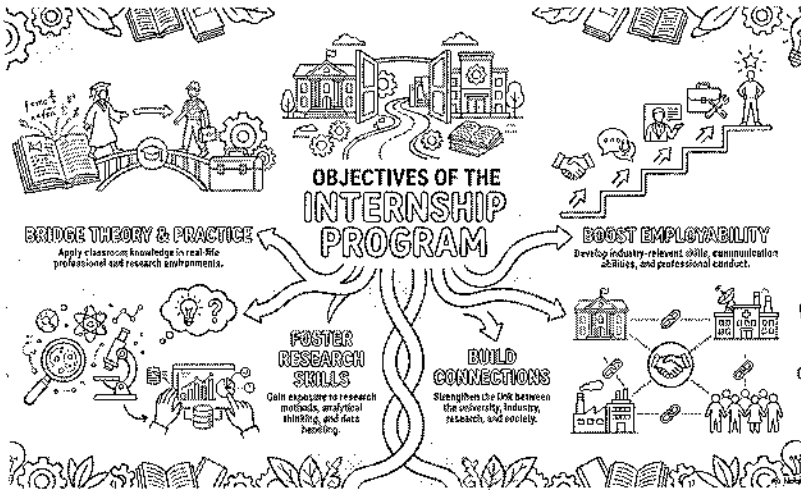 OBJECTIVES OF THE
INTERNSHIP
PROGRAM
BRIDGE THEORY & PRACTICE
Apply classroom knowledge in real-life
professional and research environments.
BOOST EMPLOYABILITY
Develop industry-relevant skills, communication
abilities, and professional conduct.
FOSTER
RESEARCH
SKILLS
Gain exposure to research
methods, analytical
thinking, and data
handling.
BUILD
CONNECTIONS
Strengthen the link between
the university, industry,
research, and society.